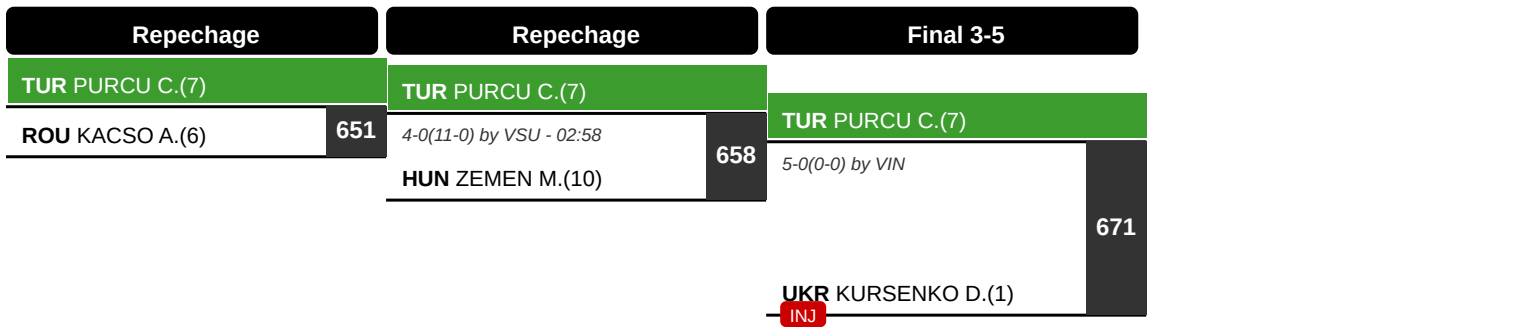 Repechage
TUR PURCU C.(7)
ROU KACSO A.(6)
651
Repechage
TUR PURCU C.(7)
4-0(11-0) by VSU - 02:58
HUN ZEMEN M.(10)
658
Final 3-5
TUR PURCU C.(7)
5-0(0-0) by VIN
671
UKR KURSENKO D.(1)
INJ